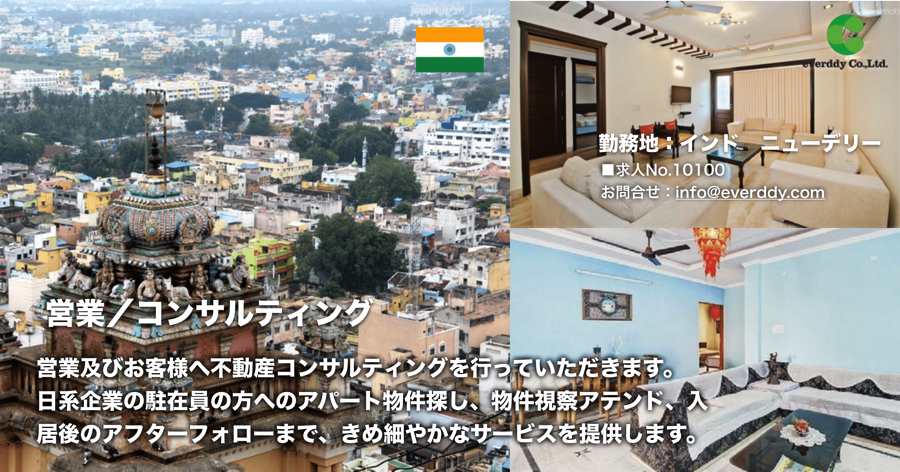 everddy Co.,Ltd.
勤務地：インド　ニューデリー
■求人No.10100
お問合せ：info@everddy.com
営業／コンサルティング
営業及びお客様へ不動産コンサルティングを行っていただきます。
日系企業の駐在員の方へのアパート物件探し、物件視察アテンド、入
居後のアフターフォローまで、きめ細やかなサービスを提供します。